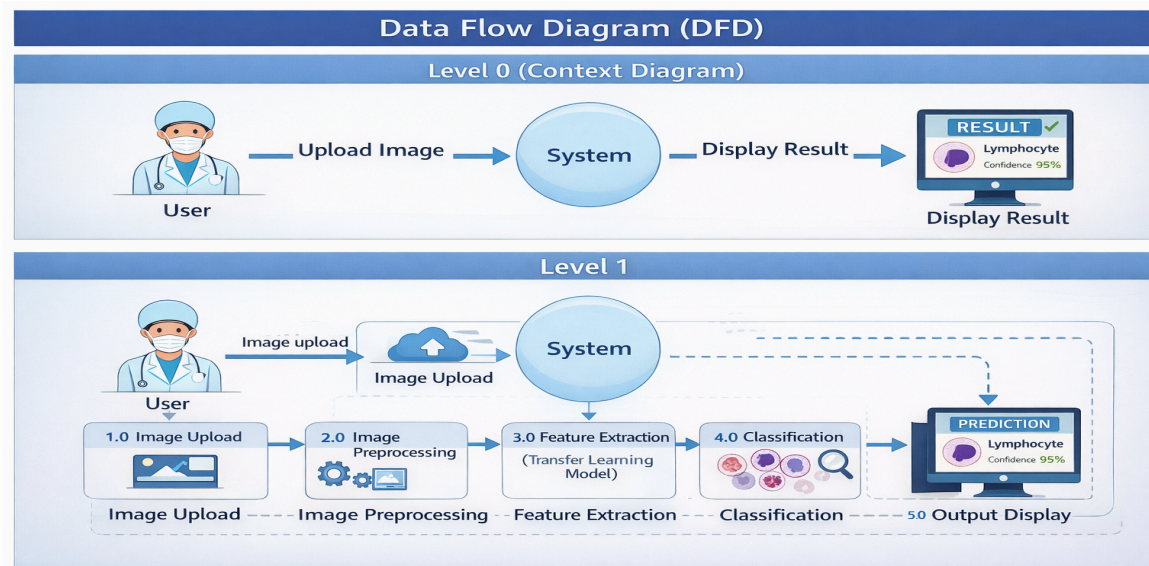 Data Flow Diagram (DFD)
Level 0 (Context Diagram)
User
Upload Image
System
Display Result
RESULT
Lymphocyte
Confidence 95%
Display Result
Level 1
User
Image upload
Image Upload
System
1.0 Image Upload
2.0 Image
Preprocessing
3.0 Feature Extraction
(Transfer Learning
Model)
4.0 Classification
PREDICTION
Lymphocyte
Confidence 95%
Image Upload
Image Preprocessing
Feature Extraction
Classification
5.0 Output Display